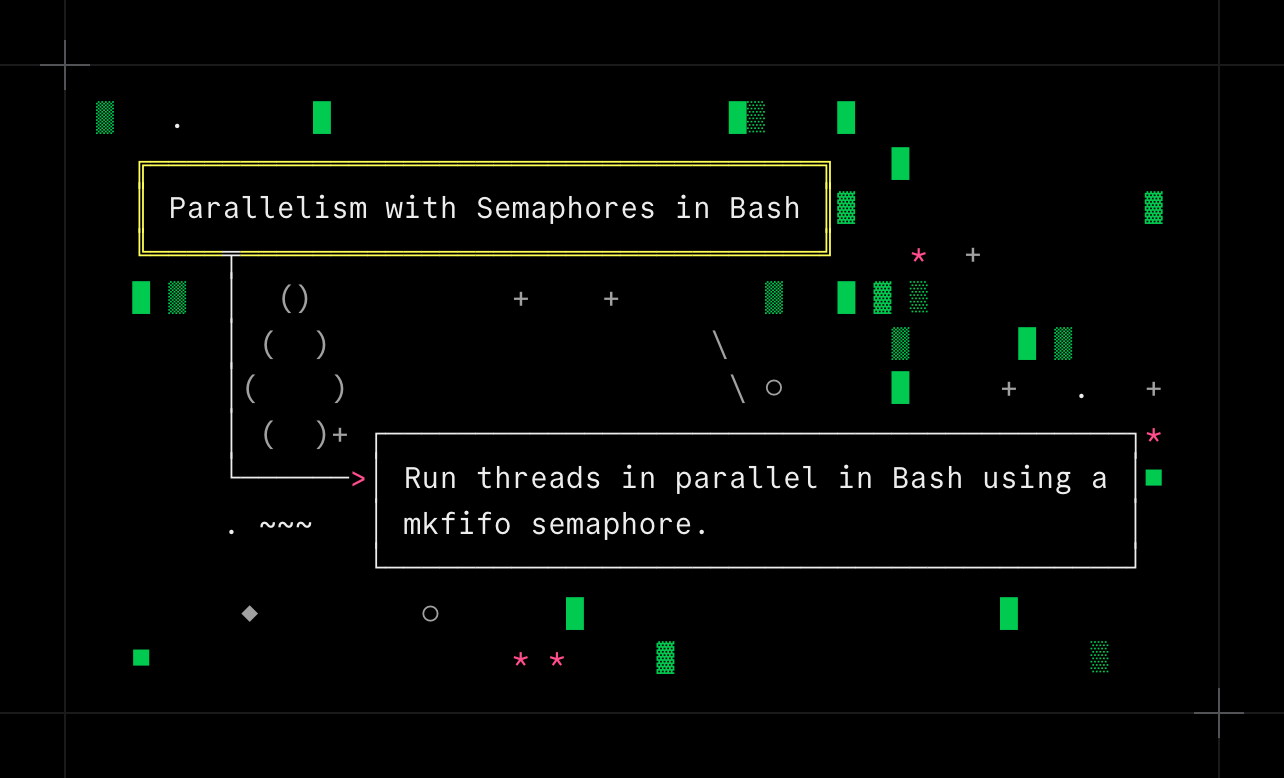 Parallelism with Semaphores in Bash
Run threads in parallel in Bash using a
mkfifo semaphore.